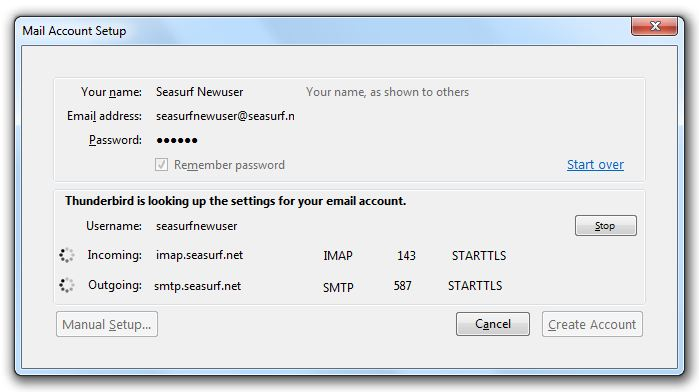 Mail Account Setup
Your name: Seasurf Newuser Your name, as shown to others
Email address: seasurfnewuser@seasurf.n
Password: ●●●●●●
Remember password Start over
Thunderbird is looking up the settings for your email account.
Username: seasurfnewuser Stop
Incoming: imap.seasurf.net IMAP 143 STARTTLS
Outgoing: smtp.seasurf.net SMTP 587 STARTTLS
Manual Setup... Cancel Create Account